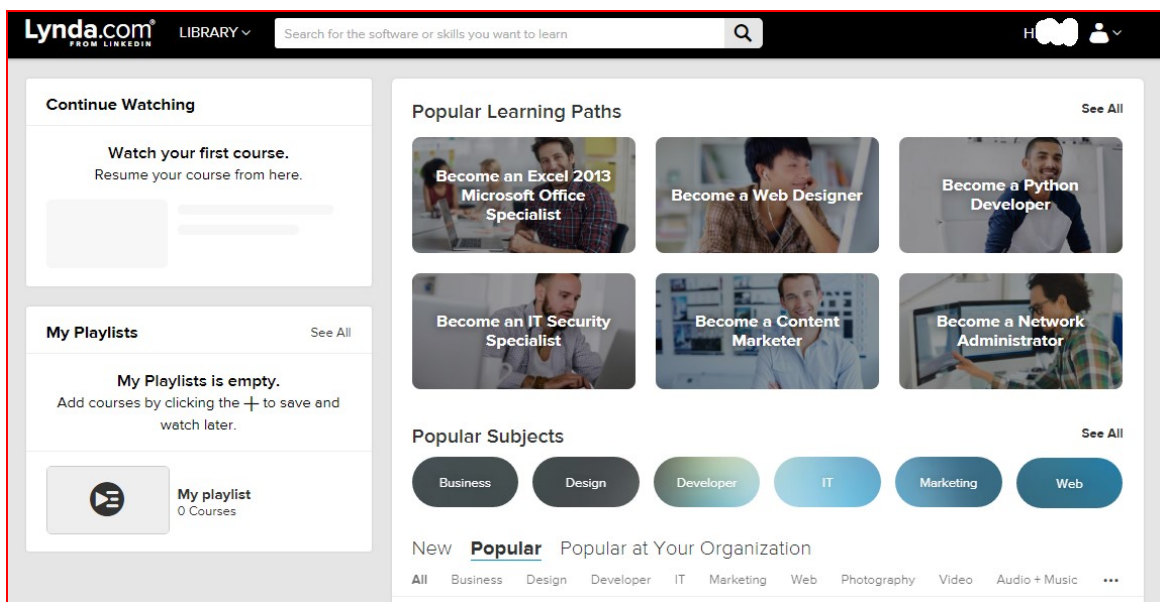 Lynda.com®
FROM LINKEDIN
LIBRARY
Search for the software or skills you want to learn
Continue Watching
Watch your first course.
Resume your course from here.
My Playlists
See All
My Playlists is empty.
Add courses by clicking the + to save and
watch later.
My playlist
0 Courses
Popular Learning Paths
See All
Become an Excel 2013
Microsoft Office
Specialist
Become a Web Designer
Become a Python
Developer
Become an IT Security
Specialist
Become a Content
Marketer
Become a Network
Administrator
Popular Subjects
See All
Business
Design
Developer
IT
Marketing
Web
New Popular Popular at Your Organization
All Business Design Developer IT Marketing Web Photography Video Audio + Music ...